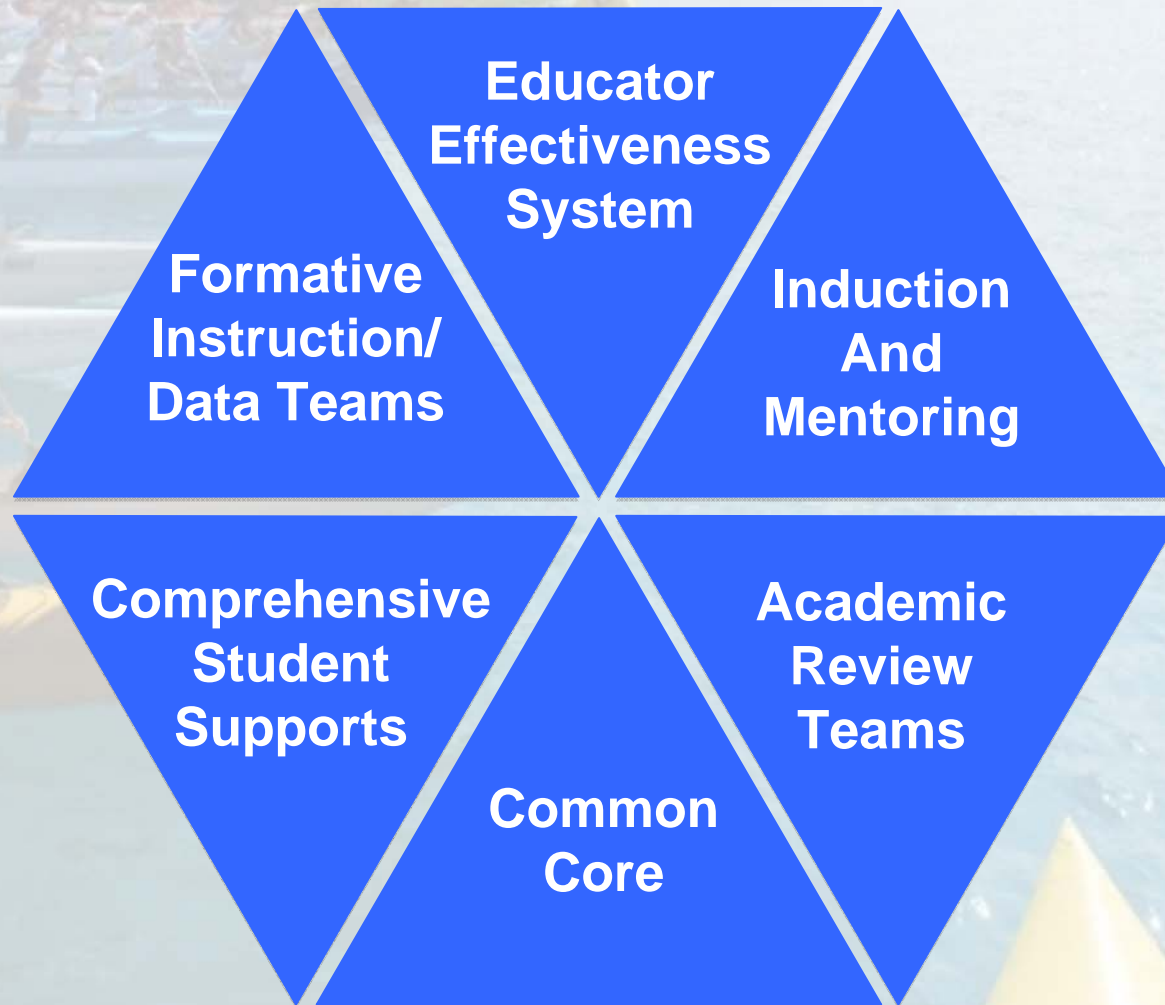 Educator
Effectiveness
System
Formative
Instruction/
Data Teams
Induction
And
Mentoring
Comprehensive
Student
Supports
Common
Core
Academic
Review
Teams